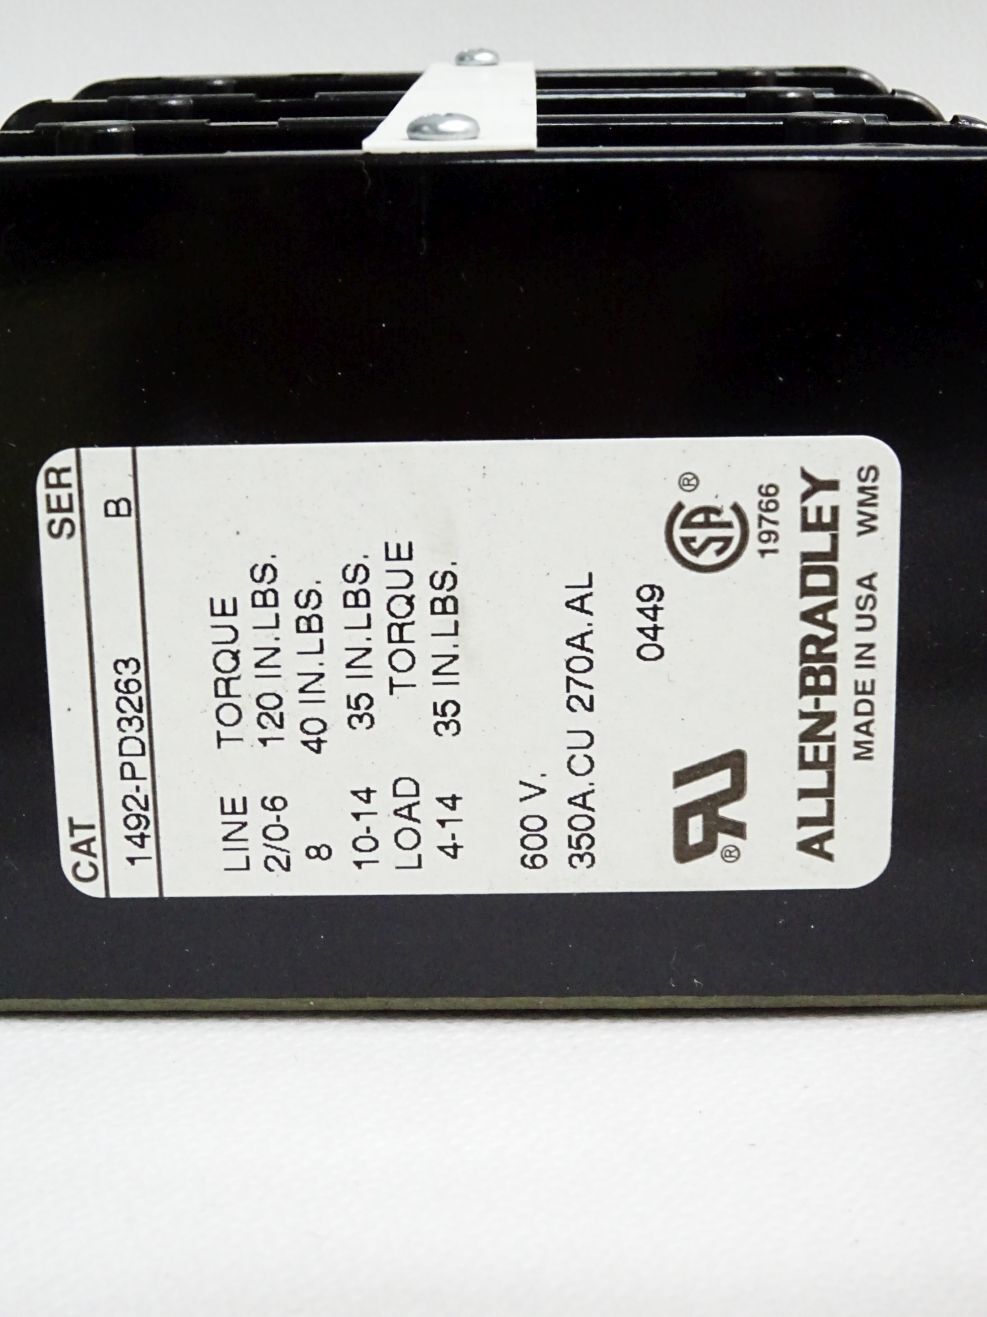 CAT SER
1492-PD3263 B
LINE TORQUE
2/0-6 120 IN.LBS.
8 40 IN.LBS.
10-14 35 IN.LBS.
LOAD TORQUE
4-14 35 IN.LBS.
600 V.
350A.CU 270A.AL
0449
RU® SA®
19766
ALLEN-BRADLEY
MADE IN USA WMS